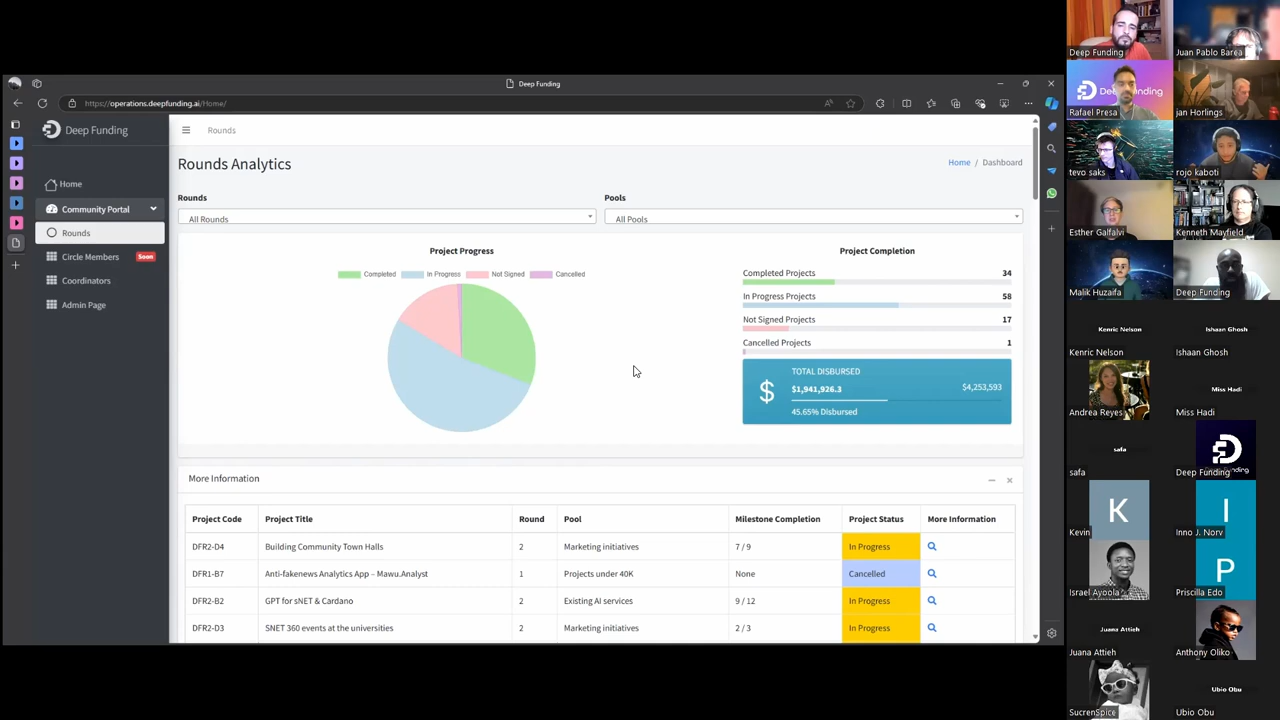 Deep Funding
https://operations.deepfunding.ai/Home/
Deep Funding
Home
Community Portal
Rounds
Circle Members Soon
Coordinators
Admin Page
Rounds
Rounds Analytics
Home / Dashboard
Rounds
All Rounds
Pools
All Pools
Project Progress
Completed In Progress Not Signed Cancelled
Project Completion
Completed Projects 34
In Progress Projects 58
Not Signed Projects 17
Cancelled Projects 1
TOTAL DISBURSED
$1,941,926.3 $4,253,593
45.65% Disbursed
More Information
Project Code Project Title Round Pool Milestone Completion Project Status More Information
DFR2-D4 Building Community Town Halls 2 Marketing initiatives 7 / 9 In Progress
DFR1-B7 Anti-fakenews Analytics App – Mawu.Analyst 1 Projects under 40K None Cancelled
DFR2-B2 GPT for sNET & Cardano 2 Existing AI services 9 / 12 In Progress
DFR2-D3 SNET 360 events at the universities 2 Marketing initiatives 2 / 3 In Progress
Deep Funding
Juan Pablo Barea
Rafael Presa
jan Horlings
tevo saks
rojo kaboti
Esther Galfalvi
Kenneth Mayfield
Malik Huzaifa
Deep Funding
Kenric Nelson
Kenric Nelson
Ishaan Ghosh
Ishaan Ghosh
Andrea Reyes
Miss Hadi
Miss Hadi
safa
safa
Deep Funding
K
Kevin
I
Inno J. Norv
Israel Ayoola
P
Priscilla Edo
Juana Attieh
Juana Attieh
Anthony Oliko
SucrenSpice
Ubio Obu
Ubio Obu